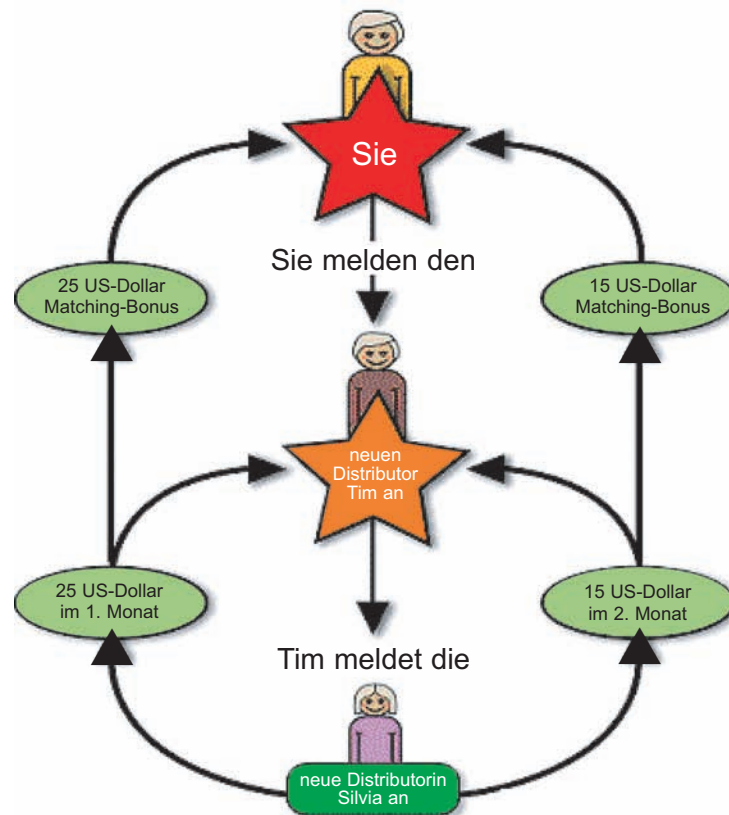 Sie
Sie melden den
25 US-Dollar
Matching-Bonus
15 US-Dollar
Matching-Bonus
neuen
Distributor
Tim an
25 US-Dollar
im 1. Monat
15 US-Dollar
im 2. Monat
Tim meldet die
neue Distributorin
Silvia an